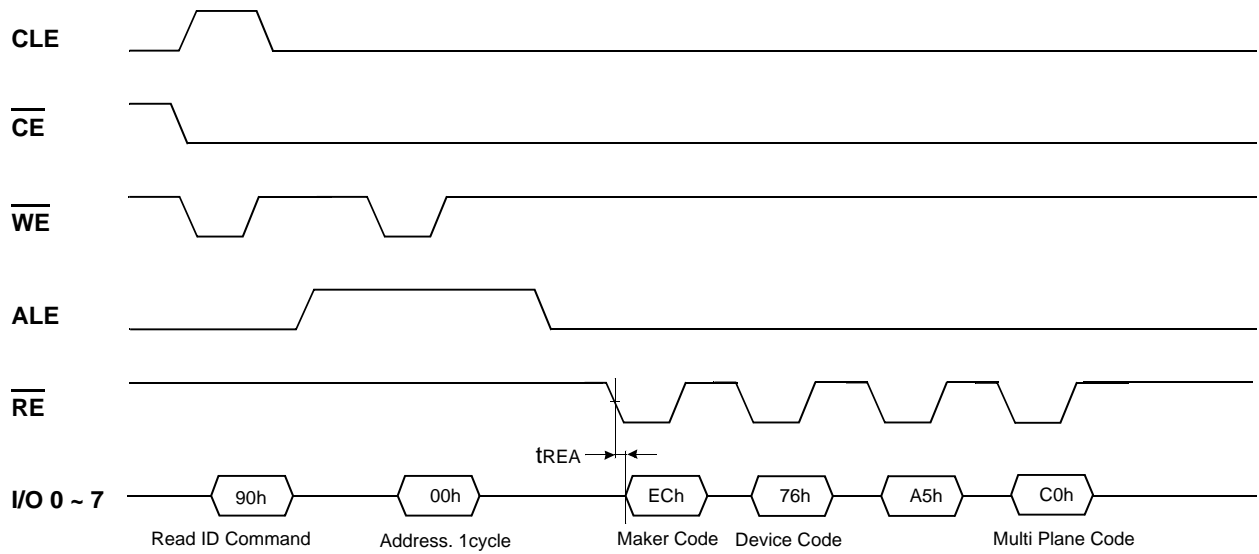 CLE
CE
WE
ALE
RE
tREA
I/O 0 ~ 7
90h
00h
ECh
76h
A5h
C0h
Read ID Command
Address. 1cycle
Maker Code
Device Code
Multi Plane Code